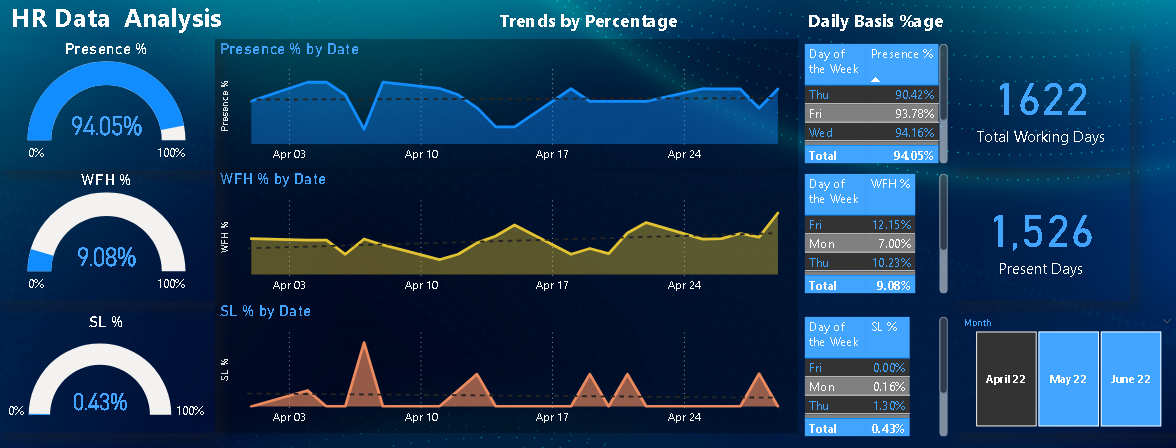 HR Data Analysis
Trends by Percentage
Daily Basis %age
Presence %
94.05%
0%
100%
WFH %
9.08%
0%
100%
SL %
0.43%
0%
100%
Presence % by Date
Presence %
Apr 03
Apr 10
Apr 17
Apr 24
WFH % by Date
WFH %
Apr 03
Apr 10
Apr 17
Apr 24
SL % by Date
SL %
Apr 03
Apr 10
Apr 17
Apr 24
Day of the Week Presence %
Thu 90.42%
Fri 93.78%
Wed 94.16%
Total 94.05%
Day of the Week WFH %
Fri 12.15%
Mon 7.00%
Thu 10.23%
Total 9.08%
Day of the Week SL %
Fri 0.00%
Mon 0.16%
Thu 1.30%
Total 0.43%
1622
Total Working Days
1,526
Present Days
Month
April 22
May 22
June 22